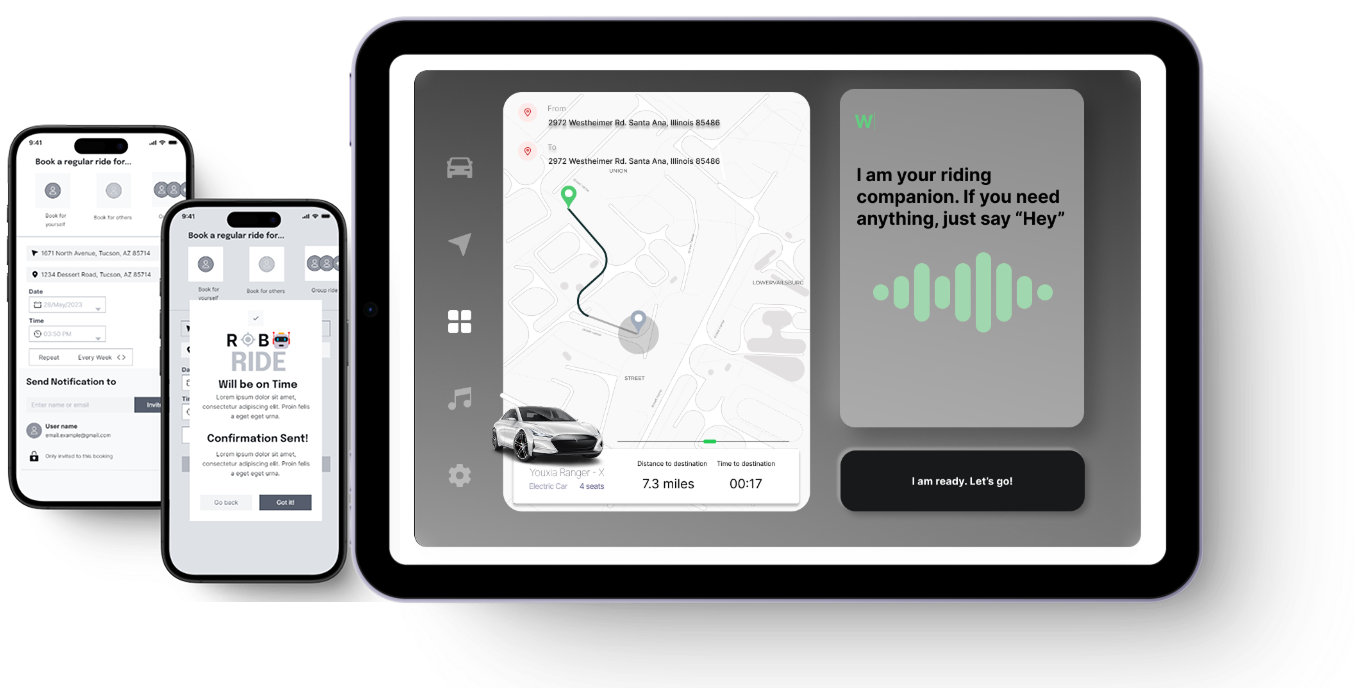 9:41
Book a regular ride for...
Book for
yourself
Book for others
1671 North Avenue, Tucson, AZ 85714
1234 Dessert Road, Tucson, AZ 85714
Date
28/May/2023
Time
03:50 PM
Repeat
Every Week
Send Notification to
Enter name or email
User name
email.example@gmail.com
Only invited to this booking
9:41
Book a regular ride for...
Book for
yourself
Book for others
Group ride
ROBO
RIDE
Will be on Time
Lorem ipsum dolor sit amet,
consectetur adipiscing elit. Proin felis
a eget eget urna.
Confirmation Sent!
Lorem ipsum dolor sit amet,
consectetur adipiscing elit. Proin felis
a eget eget urna.
Go back
Got it!
From
2972 Westheimer Rd. Santa Ana, Illinois 85486
To
2972 Westheimer Rd. Santa Ana, Illinois 85486
UNION
LOWERVAILSBURG
STREET
Youxia Ranger - X
Electric Car
4 seats
Distance to destination
7.3 miles
Time to destination
00:17
W
I am your riding
companion. If you need
anything, just say “Hey”
I am ready. Let's go!